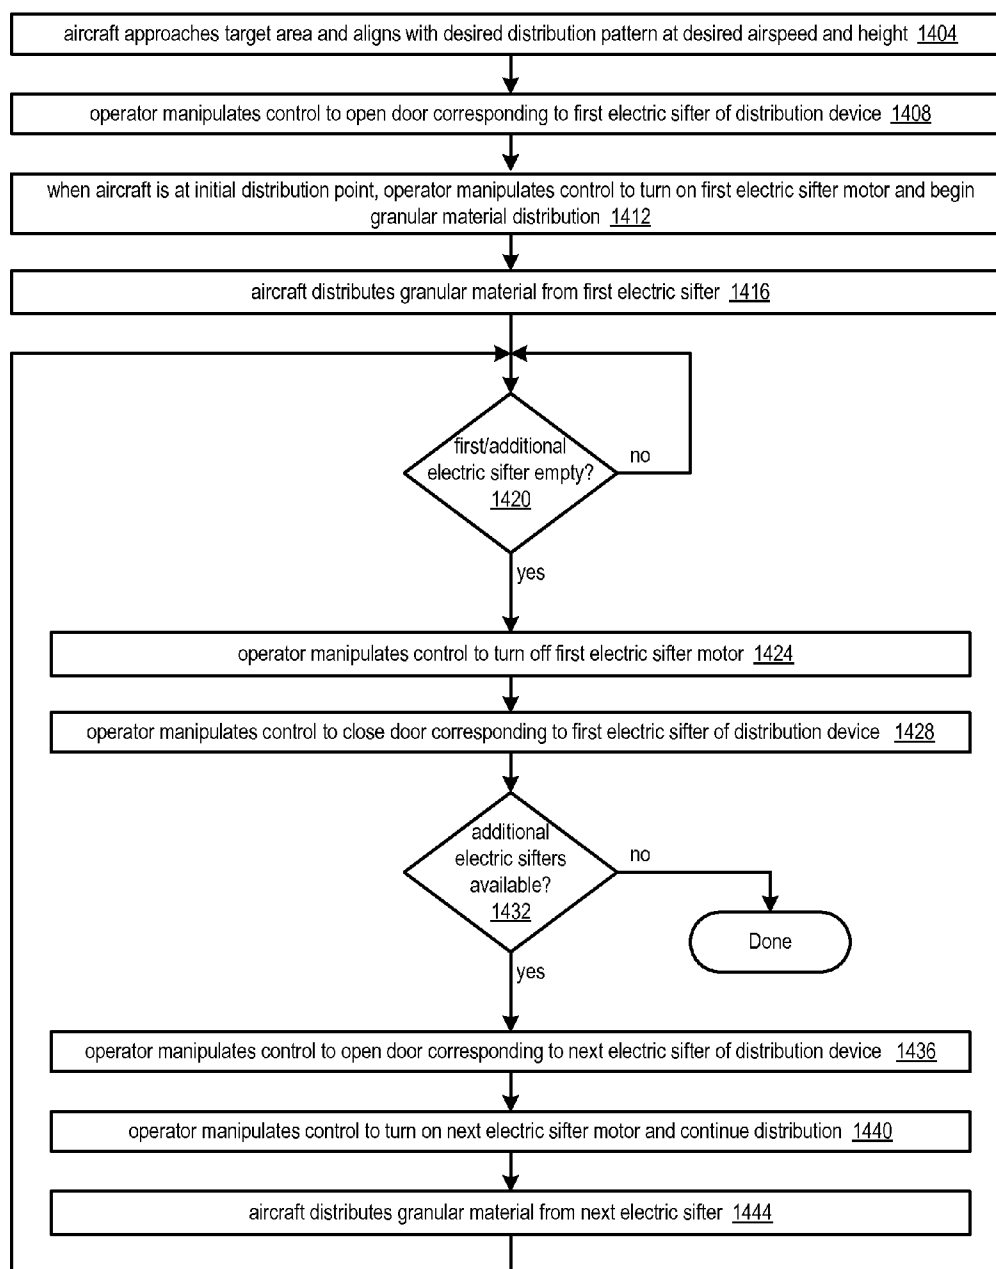 aircraft approaches target area and aligns with desired distribution pattern at desired airspeed and height 1404
operator manipulates control to open door corresponding to first electric sifter of distribution device 1408
when aircraft is at initial distribution point, operator manipulates control to turn on first electric sifter motor and begin
granular material distribution 1412
aircraft distributes granular material from first electric sifter 1416
first/additional
electric sifter empty?
1420
no
yes
operator manipulates control to turn off first electric sifter motor 1424
operator manipulates control to close door corresponding to first electric sifter of distribution device 1428
additional
electric sifters
available?
1432
no
Done
yes
operator manipulates control to open door corresponding to next electric sifter of distribution device 1436
operator manipulates control to turn on next electric sifter motor and continue distribution 1440
aircraft distributes granular material from next electric sifter 1444